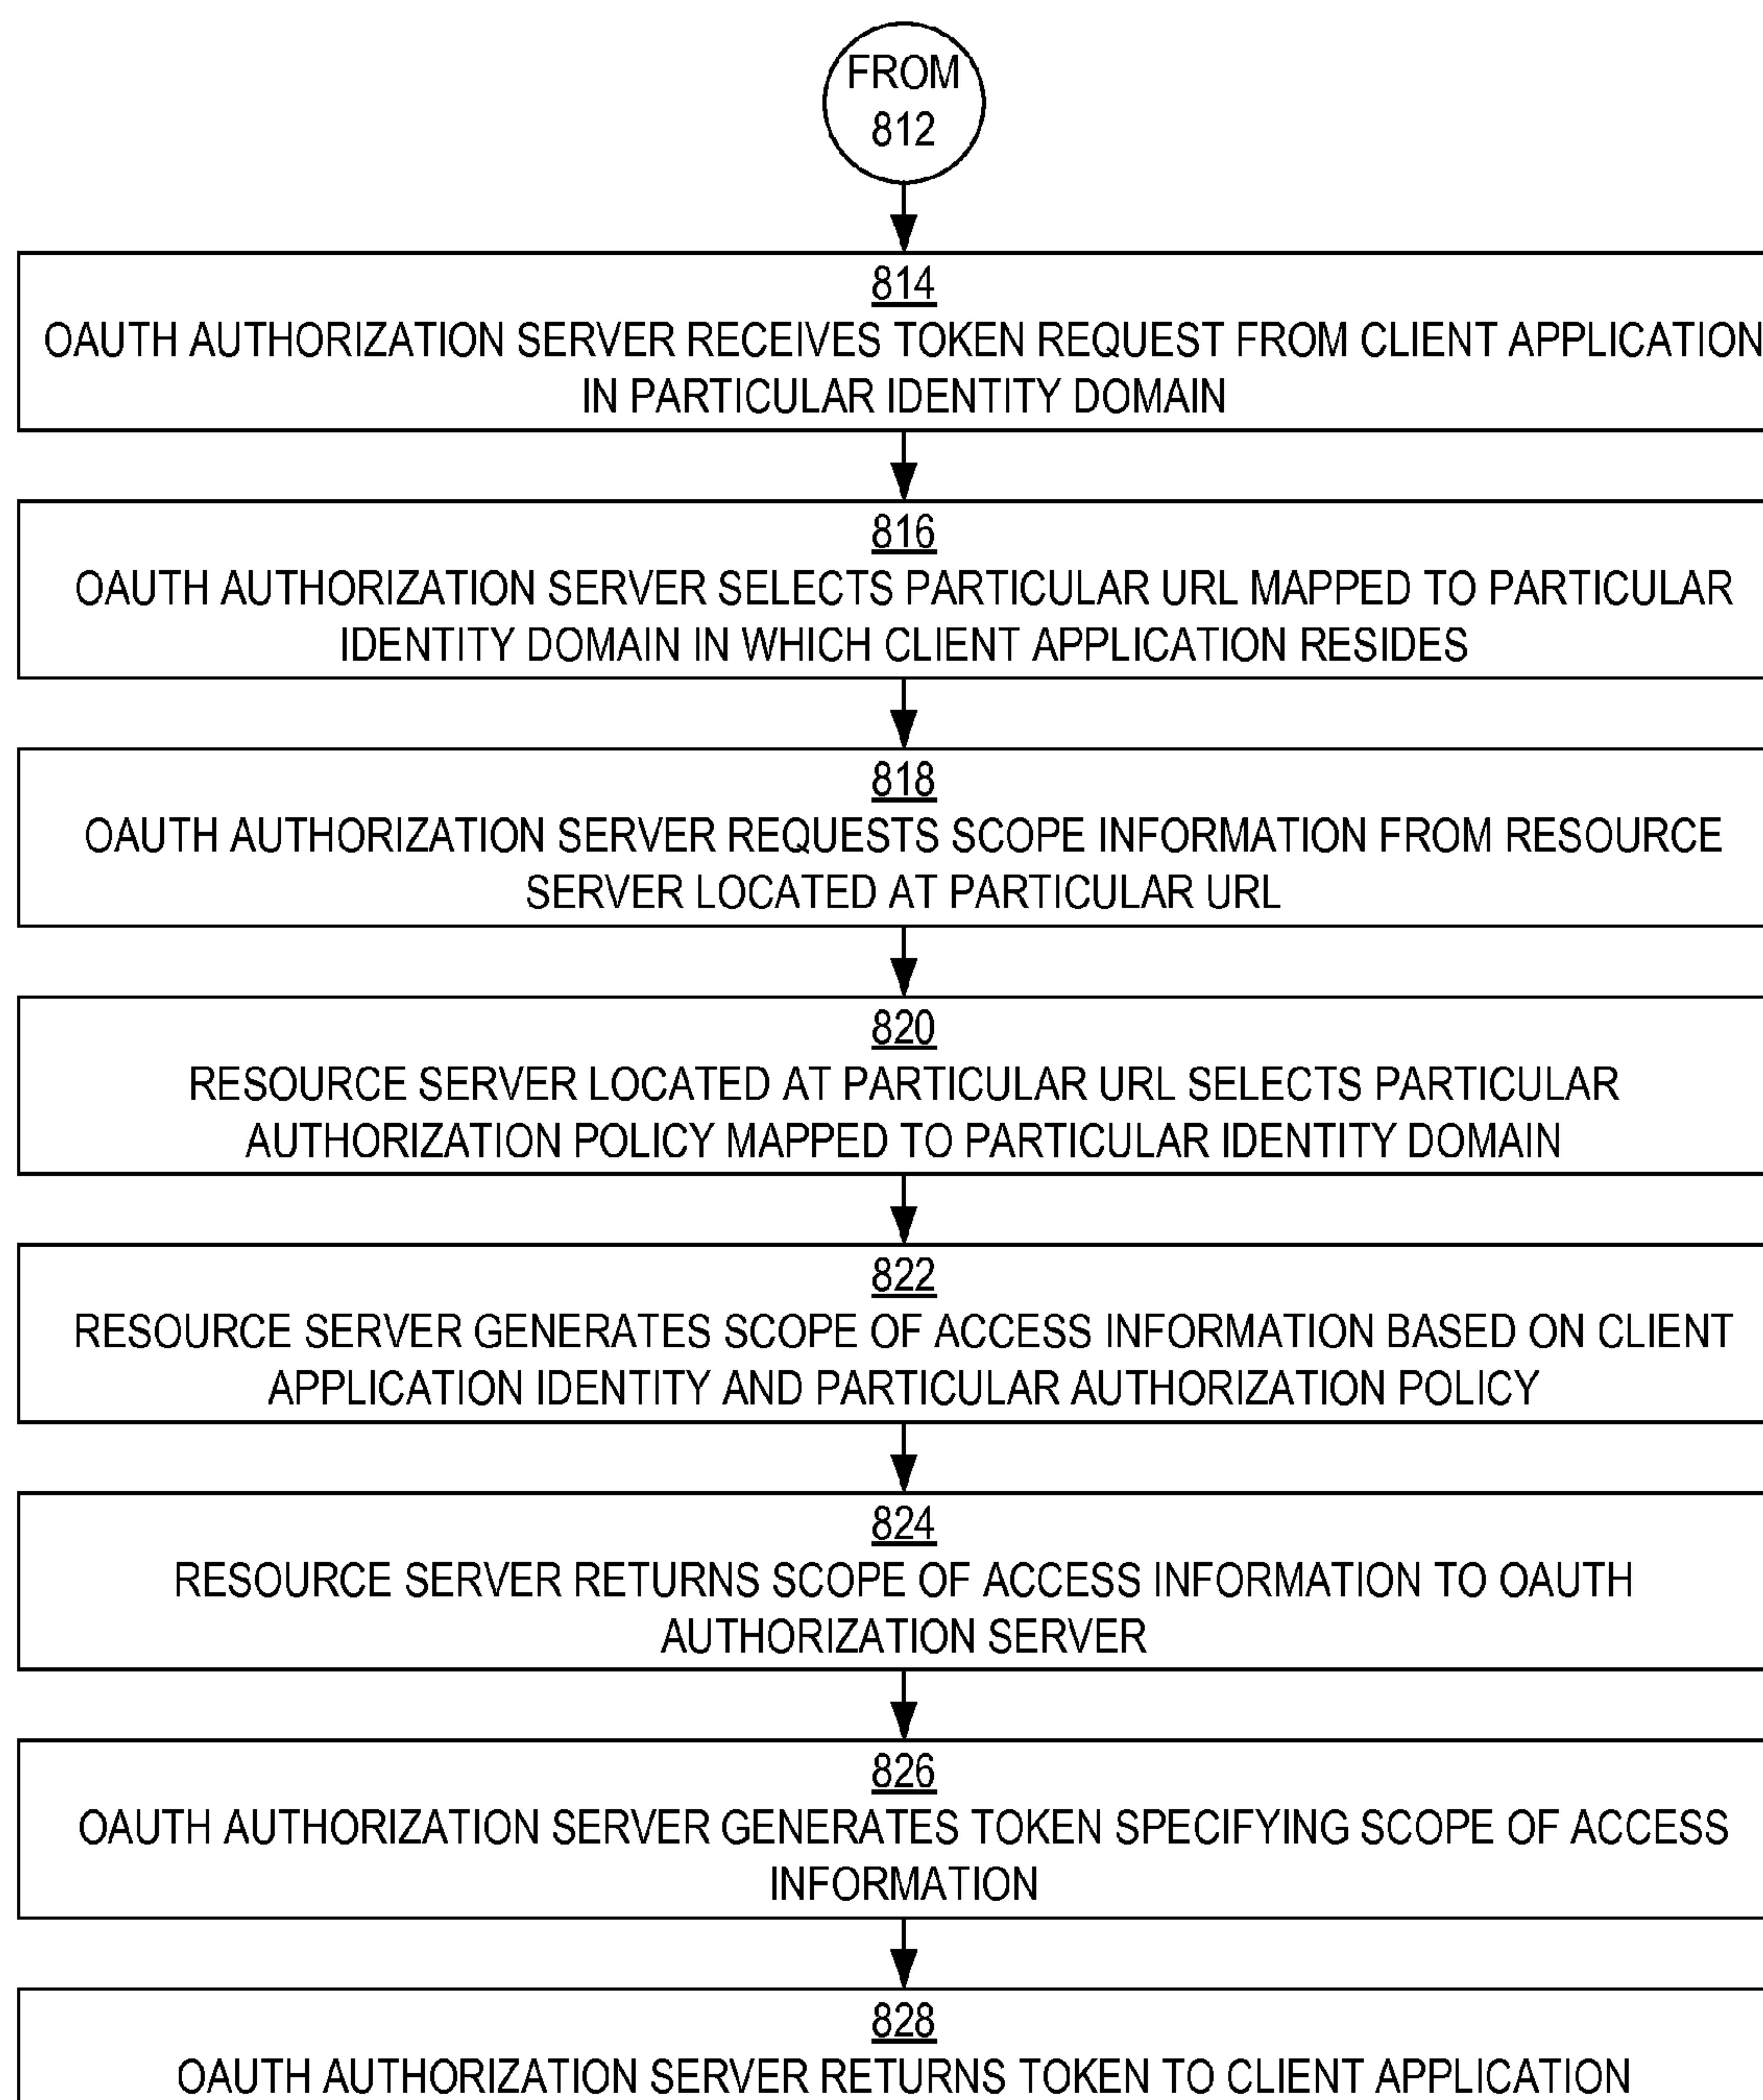 FROM
812
814
OAUTH AUTHORIZATION SERVER RECEIVES TOKEN REQUEST FROM CLIENT APPLICATION
IN PARTICULAR IDENTITY DOMAIN
816
OAUTH AUTHORIZATION SERVER SELECTS PARTICULAR URL MAPPED TO PARTICULAR
IDENTITY DOMAIN IN WHICH CLIENT APPLICATION RESIDES
818
OAUTH AUTHORIZATION SERVER REQUESTS SCOPE INFORMATION FROM RESOURCE
SERVER LOCATED AT PARTICULAR URL
820
RESOURCE SERVER LOCATED AT PARTICULAR URL SELECTS PARTICULAR
AUTHORIZATION POLICY MAPPED TO PARTICULAR IDENTITY DOMAIN
822
RESOURCE SERVER GENERATES SCOPE OF ACCESS INFORMATION BASED ON CLIENT
APPLICATION IDENTITY AND PARTICULAR AUTHORIZATION POLICY
824
RESOURCE SERVER RETURNS SCOPE OF ACCESS INFORMATION TO OAUTH
AUTHORIZATION SERVER
826
OAUTH AUTHORIZATION SERVER GENERATES TOKEN SPECIFYING SCOPE OF ACCESS
INFORMATION
828
OAUTH AUTHORIZATION SERVER RETURNS TOKEN TO CLIENT APPLICATION